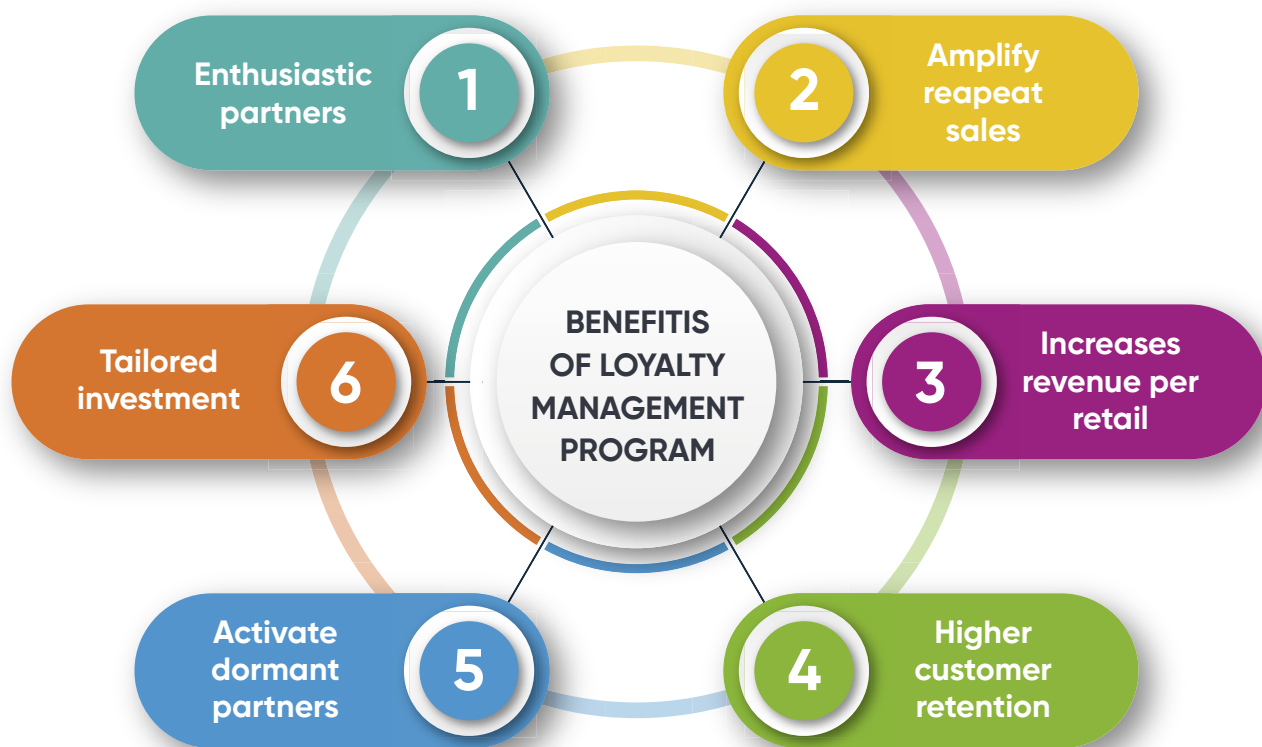 1
Enthusiastic
partners
2
Amplify
reapeat
sales
BENEFITIS
OF LOYALTY
MANAGEMENT
PROGRAM
3
Increases
revenue per
retail
4
Higher
customer
retention
5
Activate
dormant
partners
6
Tailored
investment